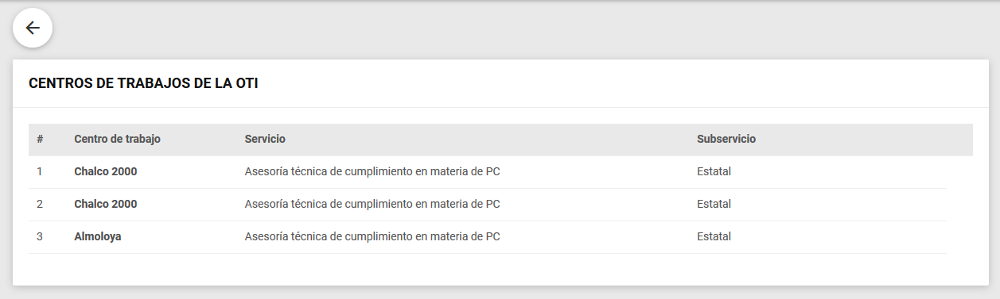 CENTROS DE TRABAJOS DE LA OTI
# Centro de trabajo Servicio Subservicio
1 Chalco 2000 Asesoría técnica de cumplimiento en materia de PC Estatal
2 Chalco 2000 Asesoría técnica de cumplimiento en materia de PC Estatal
3 Almoloya Asesoría técnica de cumplimiento en materia de PC Estatal